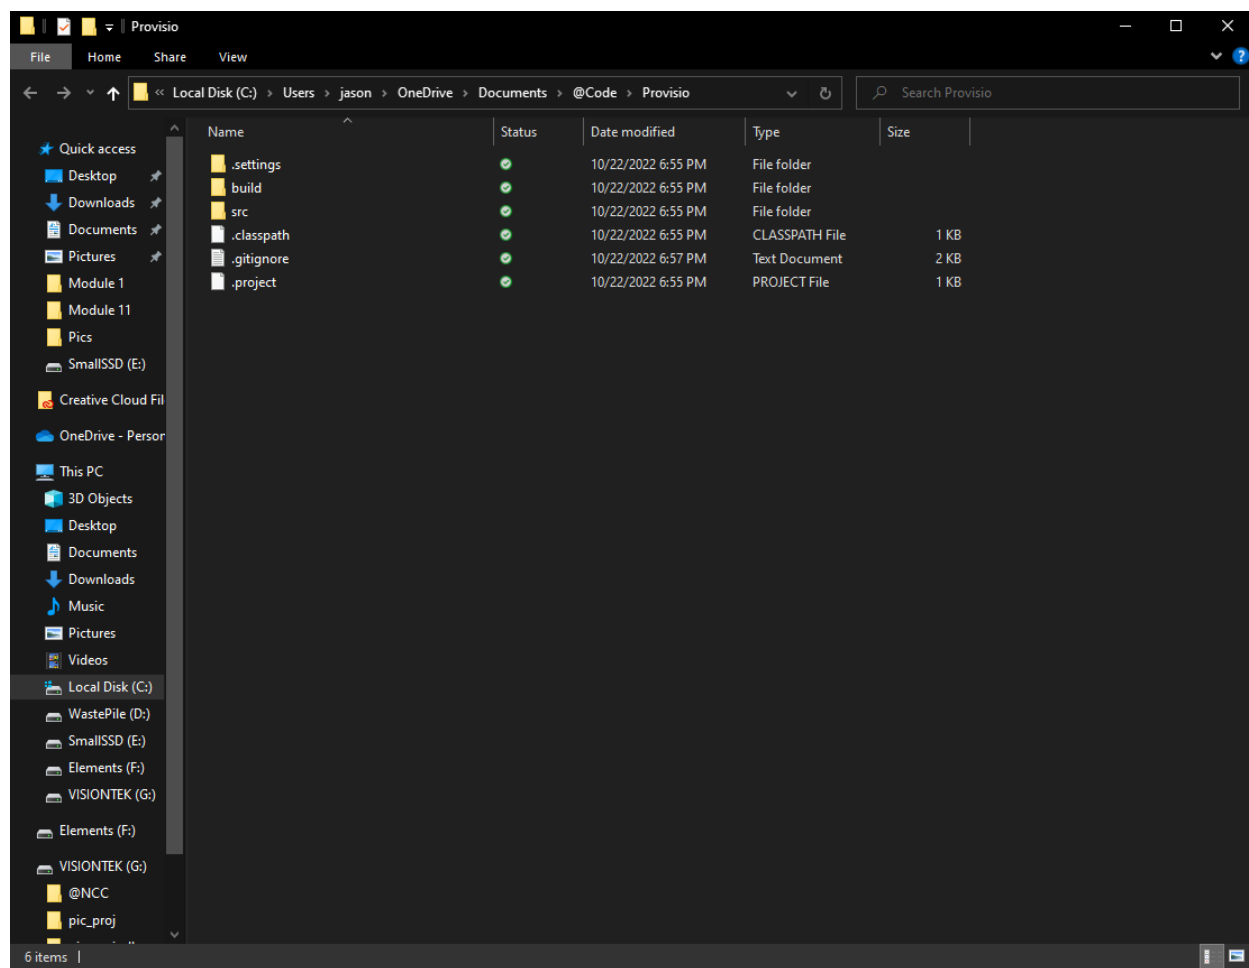 Provisio
File Home Share View
« Local Disk (C:) › Users › jason › OneDrive › Documents › @Code › Provisio
Search Provisio
Name Status Date modified Type Size
.settings 10/22/2022 6:55 PM File folder
build 10/22/2022 6:55 PM File folder
src 10/22/2022 6:55 PM File folder
.classpath 10/22/2022 6:55 PM CLASSPATH File 1 KB
.gitignore 10/22/2022 6:57 PM Text Document 2 KB
.project 10/22/2022 6:55 PM PROJECT File 1 KB
Quick access
Desktop
Downloads
Documents
Pictures
Module 1
Module 11
Pics
SmallSSD (E:)
Creative Cloud Fil
OneDrive - Person
This PC
3D Objects
Desktop
Documents
Downloads
Music
Pictures
Videos
Local Disk (C:)
WastePile (D:)
SmallSSD (E:)
Elements (F:)
VISIONTEK (G:)
Elements (F:)
VISIONTEK (G:)
@NCC
pic_proj
6 items